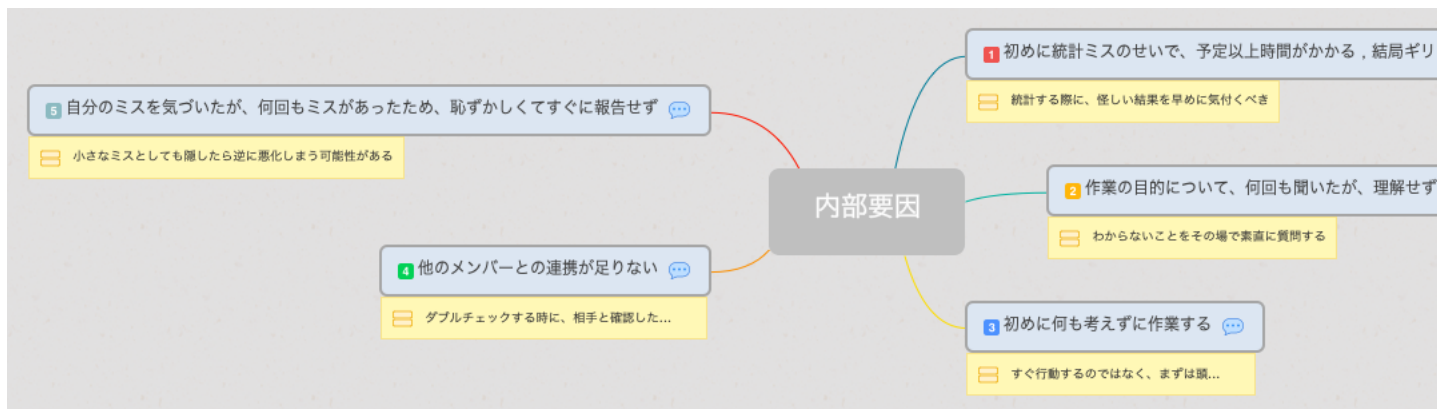 内部要因
1 初めに統計ミスのせいで、予定以上時間がかかる，結局ギリ
統計する際に、怪しい結果を早めに気付くべき
2 作業の目的について、何回も聞いたが、理解せず
わからないことをその場で素直に質問する
3 初めに何も考えずに作業する
すぐ行動するのではなく、まずは頭...
4 他のメンバーとの連携が足りない
ダブルチェックする時に、相手と確認した...
5 自分のミスを気づいたが、何回もミスがあったため、恥ずかしくてすぐに報告せず
小さなミスとしても隠したら逆に悪化しまう可能性がある